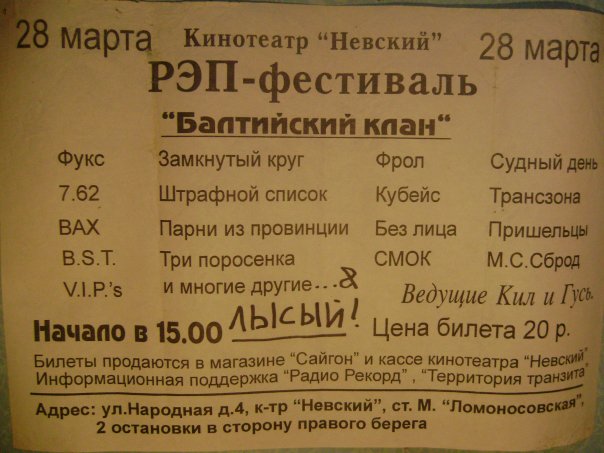 28 марта Кинотеатр "Невский" 28 марта
РЭП-фестиваль
"Балтийский клан"
Фукс Замкнутый круг Фрол Судный день
7.62 Штрафной список Кубейс Трансзона
ВАХ Парни из провинции Без лица Пришельцы
B.S.T. Три поросенка СМОК М.С.Сброд
V.I.P.'s и многие другие...&
Ведущие Кил и Гусь.
Начало в 15.00 ЛЫСЫЙ! Цена билета 20 р.
Билеты продаются в магазине "Сайгон" и кассе кинотеатра "Невский"
Информационная поддержка "Радио Рекорд" , "Территория транзита"
Адрес: ул.Народная д.4, к-тр "Невский", ст. М. "Ломоносовская",
2 остановки в сторону правого берега